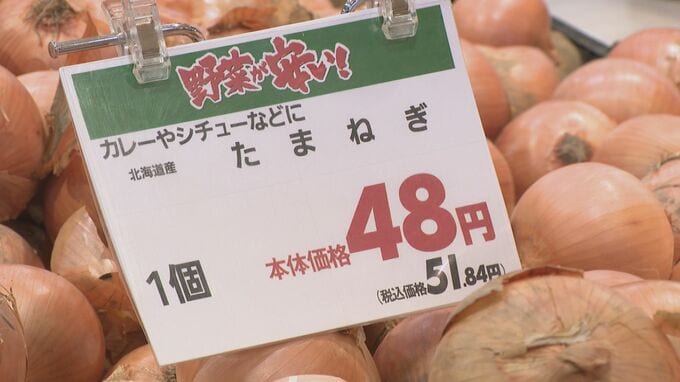 野菜が安い!
カレーやシチューなどに
北海道産 たまねぎ
1個 本体価格48円
(税込価格51.84円)